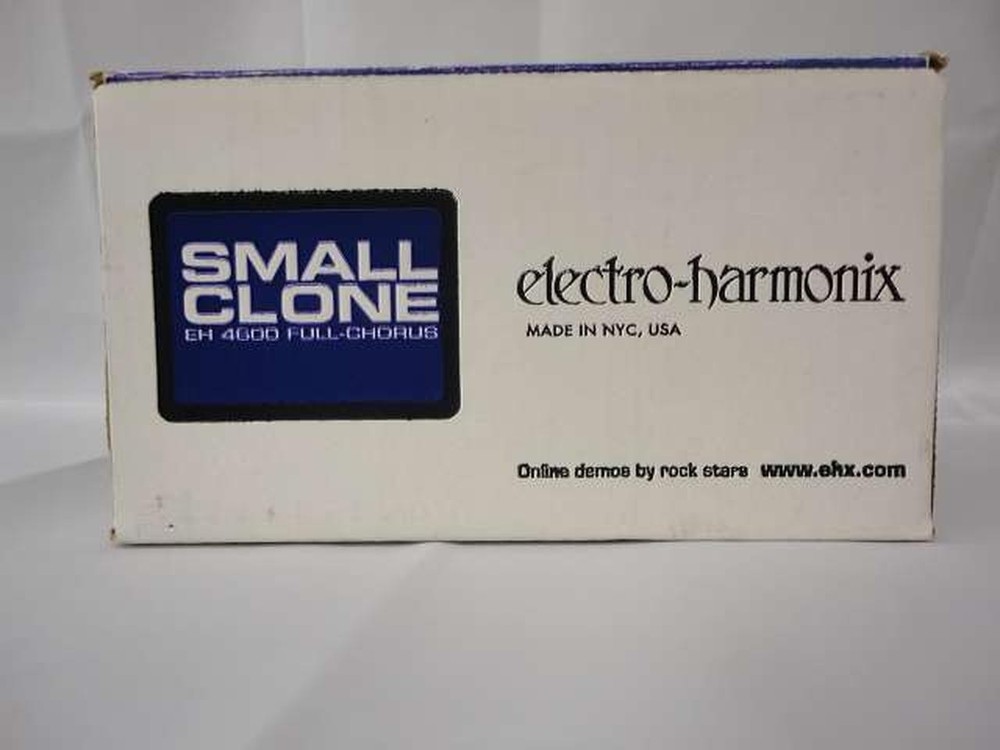 SMALL
CLONE
EH 4600 FULL-CHORUS
electro-harmonix
MADE IN NYC, USA
Online demos by rock stars www.ehx.com